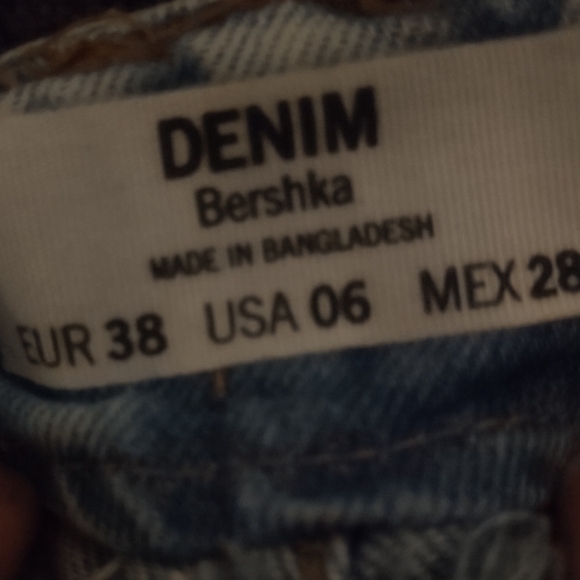 DENIM
Bershka
MADE IN BANGLADESH
EUR 38 USA 06 MEX 28